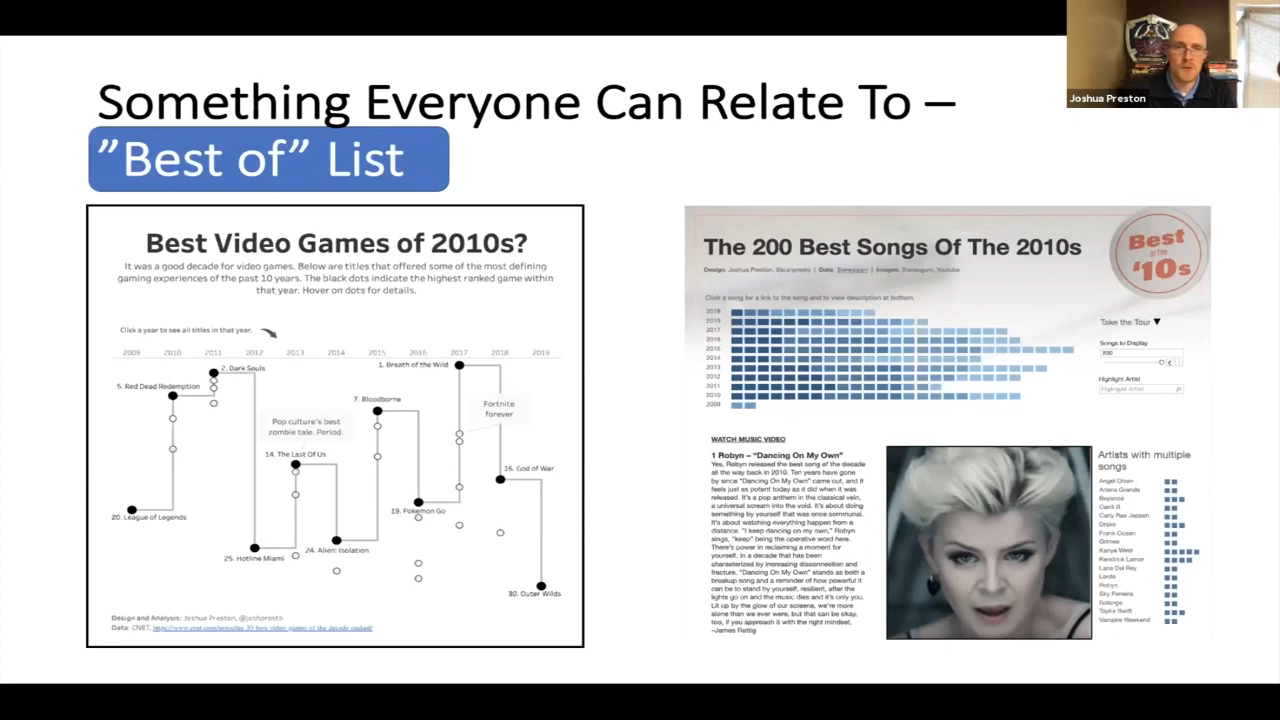 Joshua Preston
Something Everyone Can Relate To –
”Best of” List
Best Video Games of 2010s?
It was a good decade for video games. Below are titles that offered some of the most defining
gaming experiences of the past 10 years. The black dots indicate the highest ranked game within
that year. Hover on dots for details.
Click a year to see all titles in that year.
2009 2010 2011 2012 2013 2014 2015 2016 2017 2018 2019
1. Breath of the Wild
2. Dark Souls
5. Red Dead Redemption
7. Bloodborne
Fortnite
forever
Pop culture's best
zombie tale. Period.
14. The Last Of Us
16. God of War
19. Pokemon Go
20. League of Legends
24. Alien: Isolation
25. Hotline Miami
30. Outer Wilds
Design and Analysis: Joshua Preston, @joshpresto
Data: CNET,
The 200 Best Songs Of The 2010s
Design: Joshua Preston, @joshpresto | Data: Stereogum | Images: Stereogum, Youtube
Best
OF THE
'10s
Click a song for a link to the song and to view description at bottom.
2019
2018
2017
2016
2015
2014
2013
2012
2011
2010
2009
Take the Tour ▼
Songs to Display
200
Highlight Artist
Highlight Artist
WATCH MUSIC VIDEO
1 Robyn – “Dancing On My Own”
Yes, Robyn released the best song of the decade
all the way back in 2010. Ten years have gone
by since “Dancing On My Own” came out, and it
feels just as potent today as it did when it was
released. It's a pop anthem in the classical vein,
a universal scream into the void. It's about doing
something by yourself that was once communal.
It's about watching everything happen from a
distance. “I keep dancing on my own,” Robyn
sings, “keep” being the operative word here.
There's power in reclaiming a moment for
yourself. In a decade that has been
characterized by increasing disconnection and
fracture, “Dancing On My Own” stands as both a
breakup song and a reminder of how powerful it
can be to stand by yourself, resilient, after the
lights go on and the music dies and it's only you.
Lit up by the glow of our screens, we're more
alone than we ever were, but that can be okay,
too, if you approach it with the right mindset.
–James Rettig
Artists with multiple
songs
Angel Olsen
Ariana Grande
Beyoncé
Cardi B
Carly Rae Jepsen
Drake
Frank Ocean
Grimes
Kanye West
Kendrick Lamar
Lana Del Rey
Lorde
Robyn
Sky Ferreira
Solange
Taylor Swift
Vampire Weekend